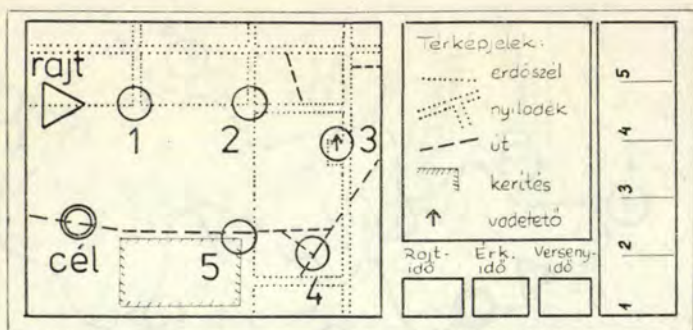 rajt
1
2
3
cél
5
4
Térképjelek:
erdőszél
nyiladék
út
kerítés
vadetető
Rajt-
idő
Érk.
idő
Verseny-
idő
5
4
3
2
1